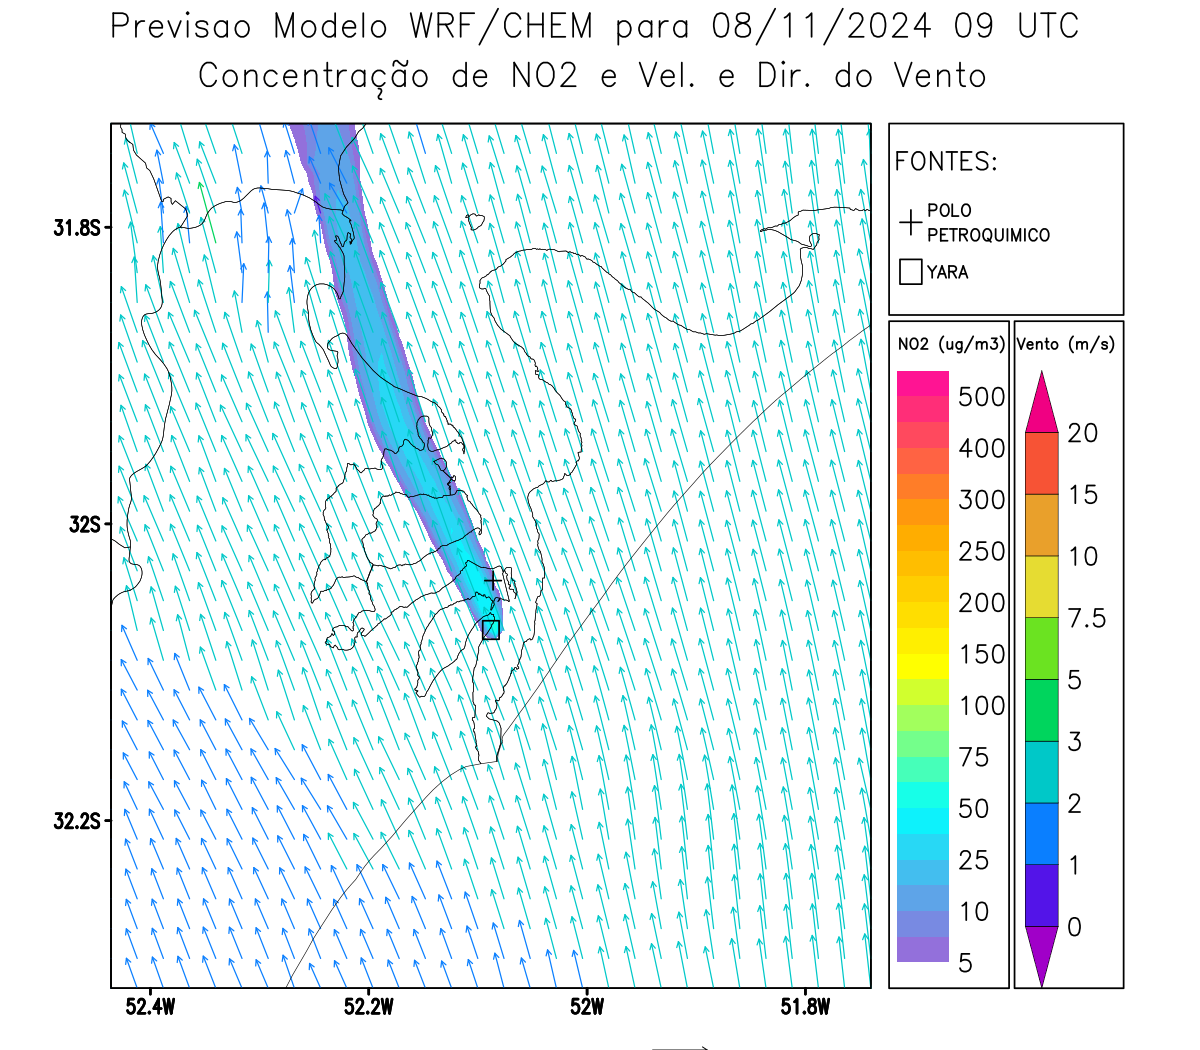 Previsao Modelo WRF/CHEM para 08/11/2024 09 UTC
Concentração de NO2 e Vel. e Dir. do Vento
FONTES:
POLO
PETROQUIMICO
YARA
NO2 (ug/m3)
500
400
300
250
200
150
100
75
50
25
10
5
Vento (m/s)
20
15
10
7.5
5
3
2
1
0
31.8S
32S
32.2S
52.4W 52.2W 52W 51.8W